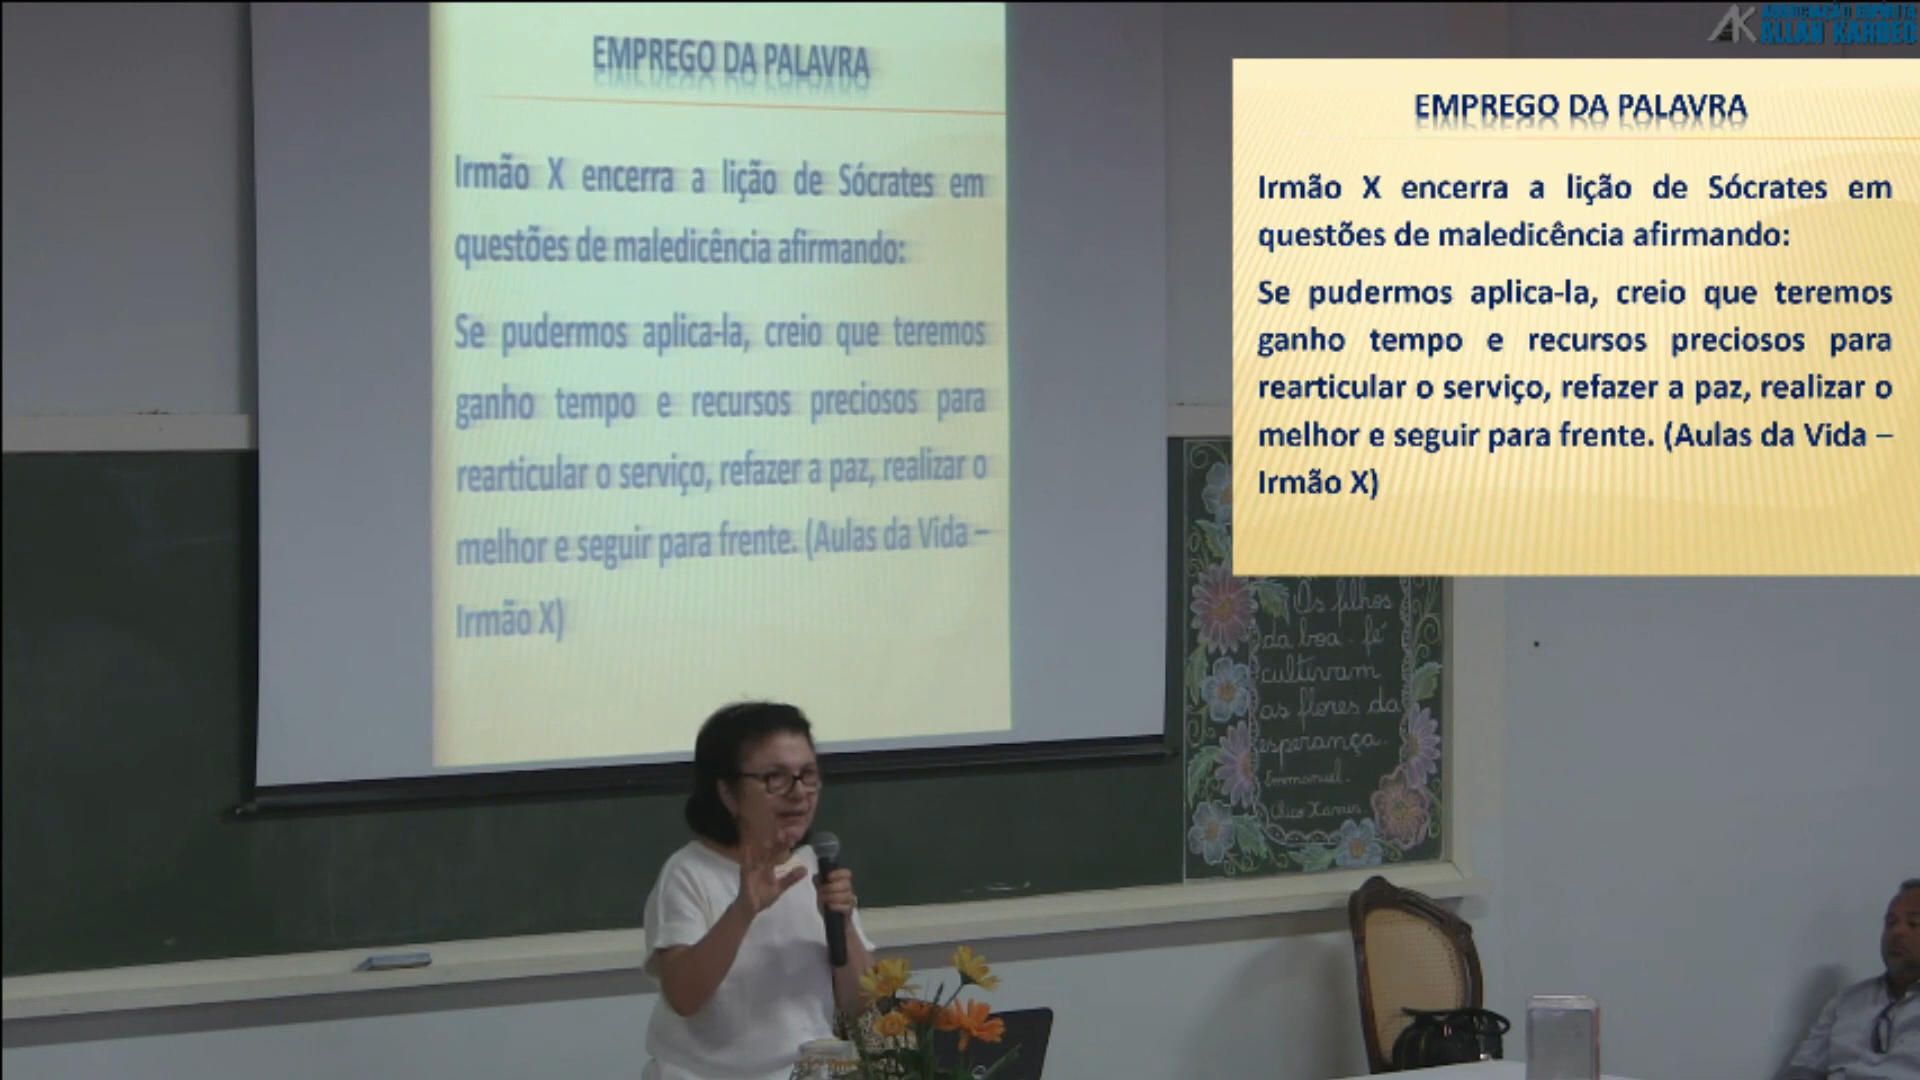 EMPREGO DA PALAVRA
Irmão X encerra a lição de Sócrates em
questões de maledicência afirmando:
Se pudermos aplica-la, creio que teremos
ganho tempo e recursos preciosos para
rearticular o serviço, refazer a paz, realizar o
melhor e seguir para frente. (Aulas da Vida –
Irmão X)
ASSOCIAÇÃO ESPÍRITA
AK ALLAN KARDEC
EMPREGO DA PALAVRA
Irmão X encerra a lição de Sócrates em
questões de maledicência afirmando:
Se pudermos aplica-la, creio que teremos
ganho tempo e recursos preciosos para
rearticular o serviço, refazer a paz, realizar o
melhor e seguir para frente. (Aulas da Vida –
Irmão X)
Os filhos
da boa-fé
cultivam
as flores da
esperança.
Emmanuel.
Chico Xavier